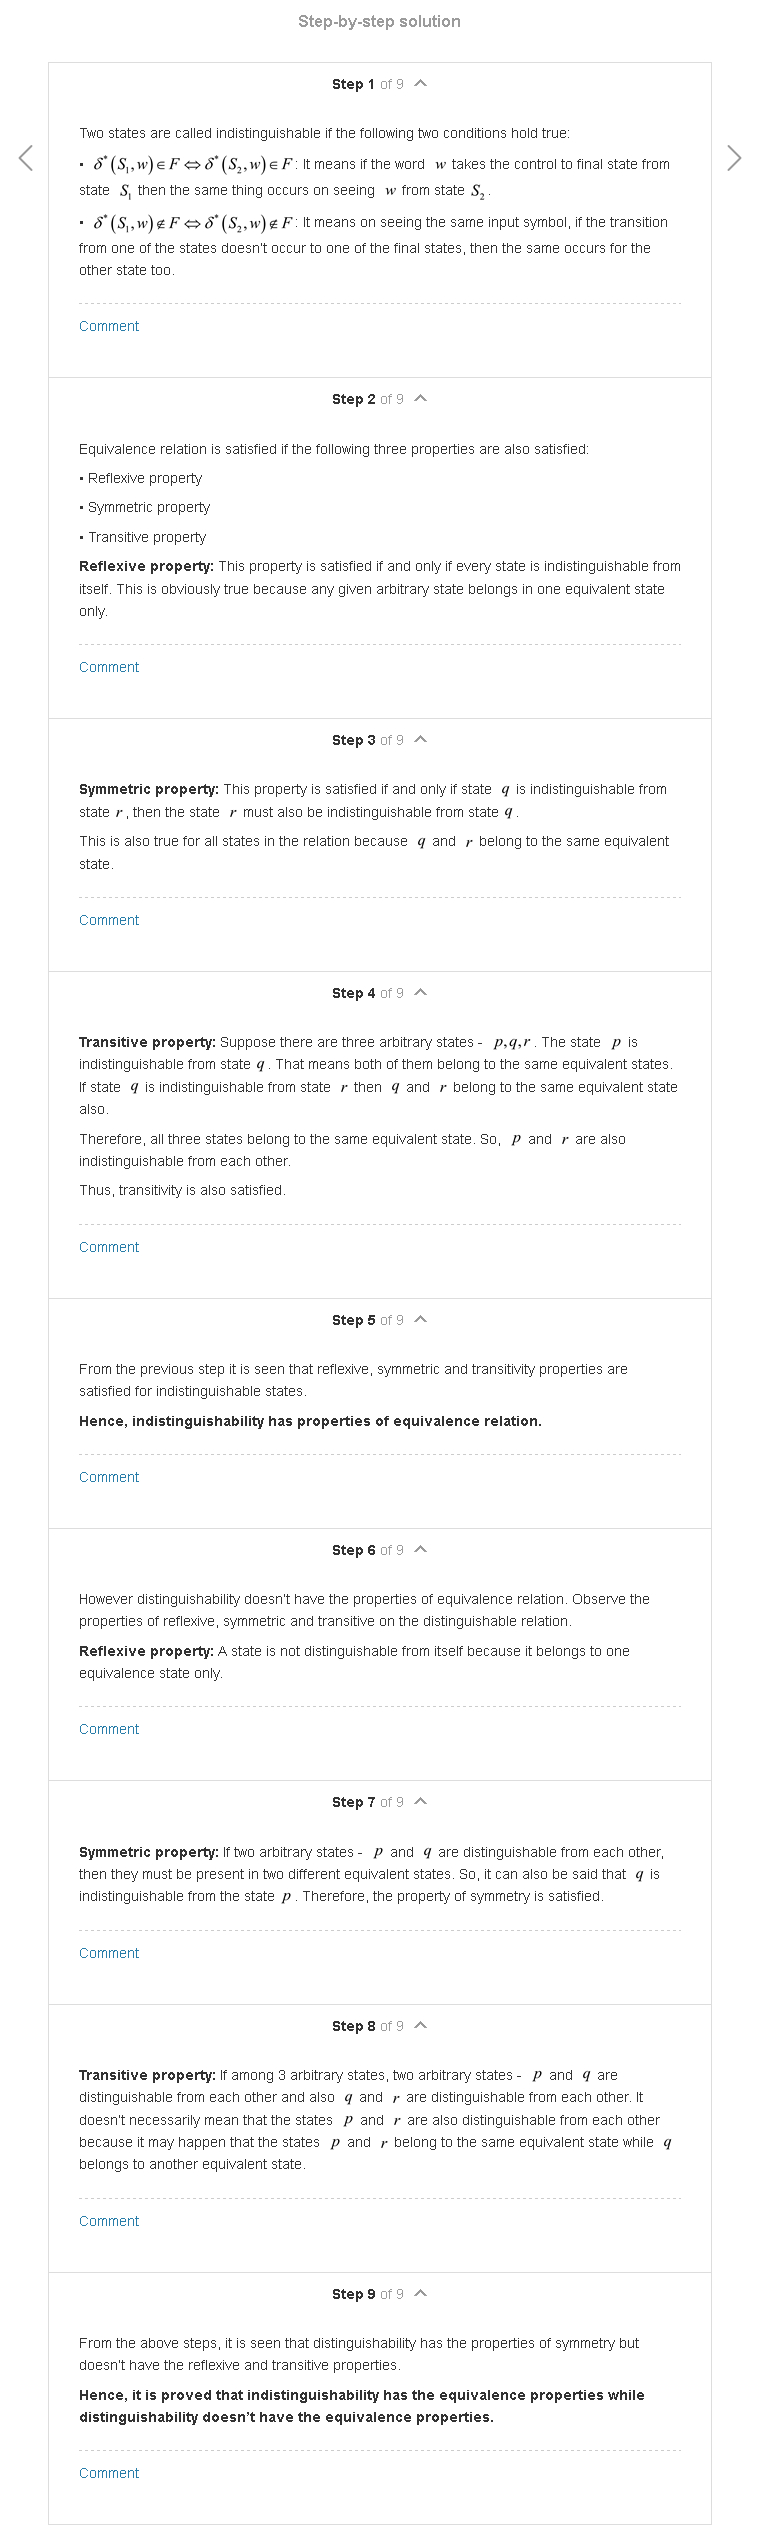 Step-by-step solution
Step 1 of 9
Two states are called indistinguishable if the following two conditions hold true:
• δ*(S₁,w)∈F⇔δ*(S₂,w)∈F: It means if the word w takes the control to final state from
state S₁ then the same thing occurs on seeing w from state S₂.
• δ*(S₁,w)∉F⇔δ*(S₂,w)∉F: It means on seeing the same input symbol, if the transition
from one of the states doesn't occur to one of the final states, then the same occurs for the
other state too.
Comment
Step 2 of 9
Equivalence relation is satisfied if the following three properties are also satisfied:
• Reflexive property
• Symmetric property
• Transitive property
Reflexive property: This property is satisfied if and only if every state is indistinguishable from
itself. This is obviously true because any given arbitrary state belongs in one equivalent state
only.
Comment
Step 3 of 9
Symmetric property: This property is satisfied if and only if state q is indistinguishable from
state r, then the state r must also be indistinguishable from state q.
This is also true for all states in the relation because q and r belong to the same equivalent
state.
Comment
Step 4 of 9
Transitive property: Suppose there are three arbitrary states - p,q,r. The state p is
indistinguishable from state q. That means both of them belong to the same equivalent states.
If state q is indistinguishable from state r then q and r belong to the same equivalent state
also.
Therefore, all three states belong to the same equivalent state. So, p and r are also
indistinguishable from each other.
Thus, transitivity is also satisfied.
Comment
Step 5 of 9
From the previous step it is seen that reflexive, symmetric and transitivity properties are
satisfied for indistinguishable states.
Hence, indistinguishability has properties of equivalence relation.
Comment
Step 6 of 9
However distinguishability doesn't have the properties of equivalence relation. Observe the
properties of reflexive, symmetric and transitive on the distinguishable relation.
Reflexive property: A state is not distinguishable from itself because it belongs to one
equivalence state only.
Comment
Step 7 of 9
Symmetric property: If two arbitrary states - p and q are distinguishable from each other,
then they must be present in two different equivalent states. So, it can also be said that q is
indistinguishable from the state p. Therefore, the property of symmetry is satisfied.
Comment
Step 8 of 9
Transitive property: If among 3 arbitrary states, two arbitrary states - p and q are
distinguishable from each other and also q and r are distinguishable from each other. It
doesn't necessarily mean that the states p and r are also distinguishable from each other
because it may happen that the states p and r belong to the same equivalent state while q
belongs to another equivalent state.
Comment
Step 9 of 9
From the above steps, it is seen that distinguishability has the properties of symmetry but
doesn't have the reflexive and transitive properties.
Hence, it is proved that indistinguishability has the equivalence properties while
distinguishability doesn't have the equivalence properties.
Comment